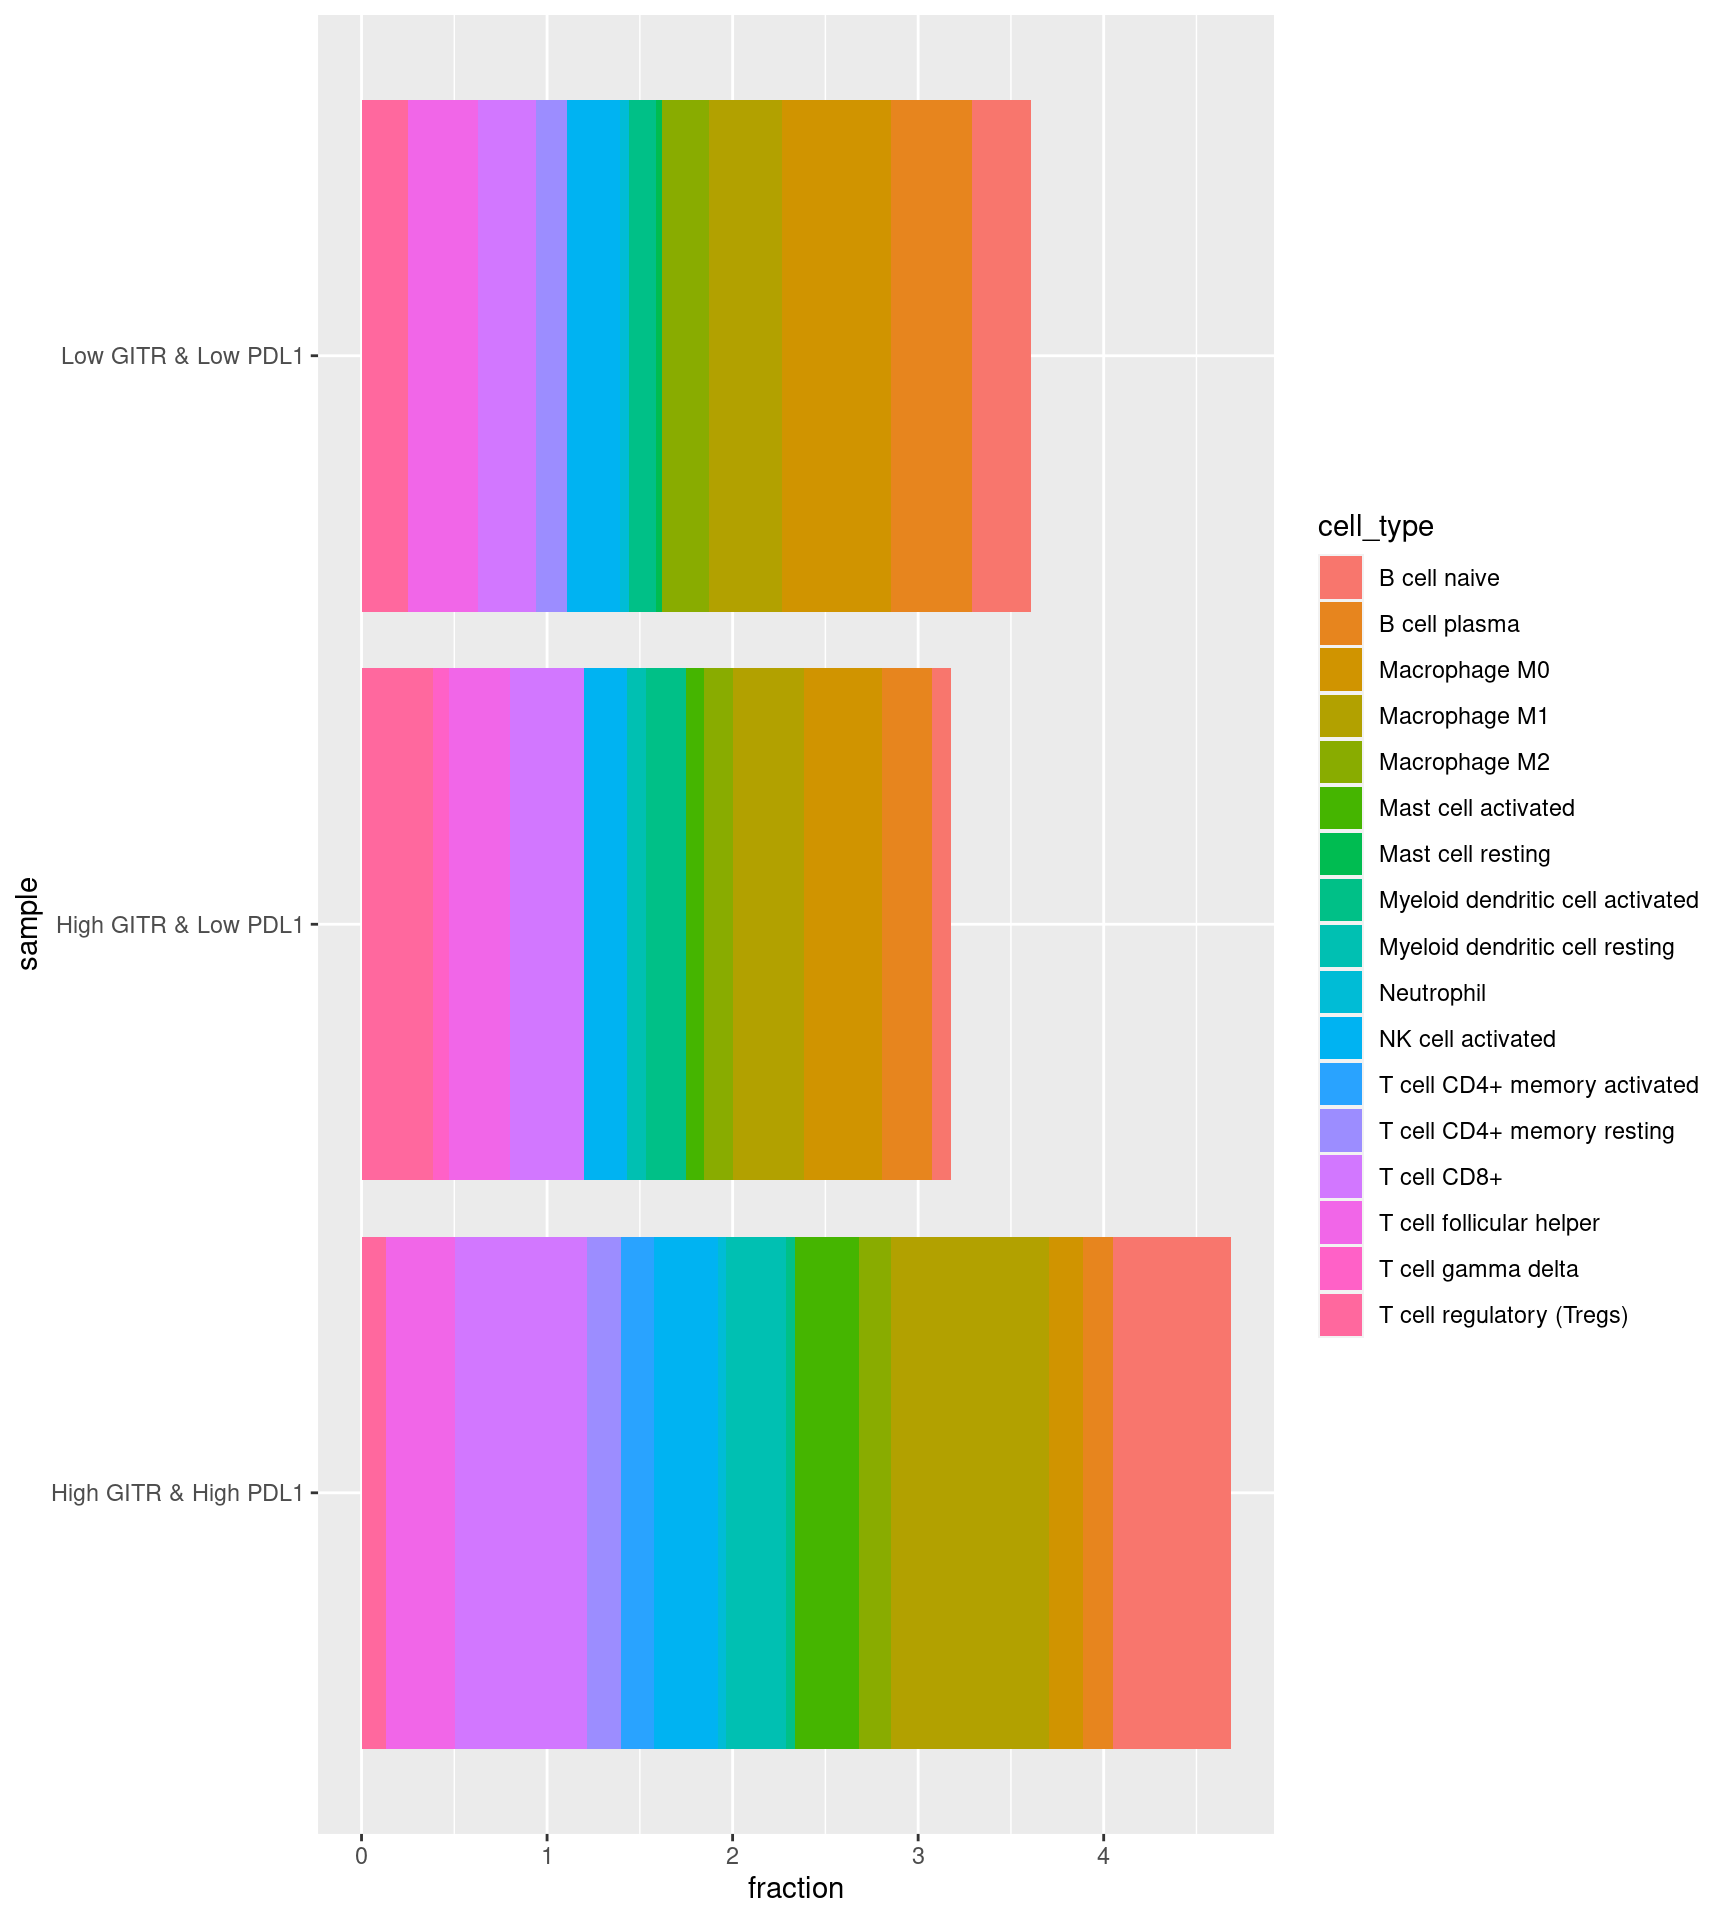 Low GITR & Low PDL1
High GITR & Low PDL1
High GITR & High PDL1
sample
0 1 2 3 4
fraction
cell_type
B cell naive
B cell plasma
Macrophage M0
Macrophage M1
Macrophage M2
Mast cell activated
Mast cell resting
Myeloid dendritic cell activated
Myeloid dendritic cell resting
Neutrophil
NK cell activated
T cell CD4+ memory activated
T cell CD4+ memory resting
T cell CD8+
T cell follicular helper
T cell gamma delta
T cell regulatory (Tregs)